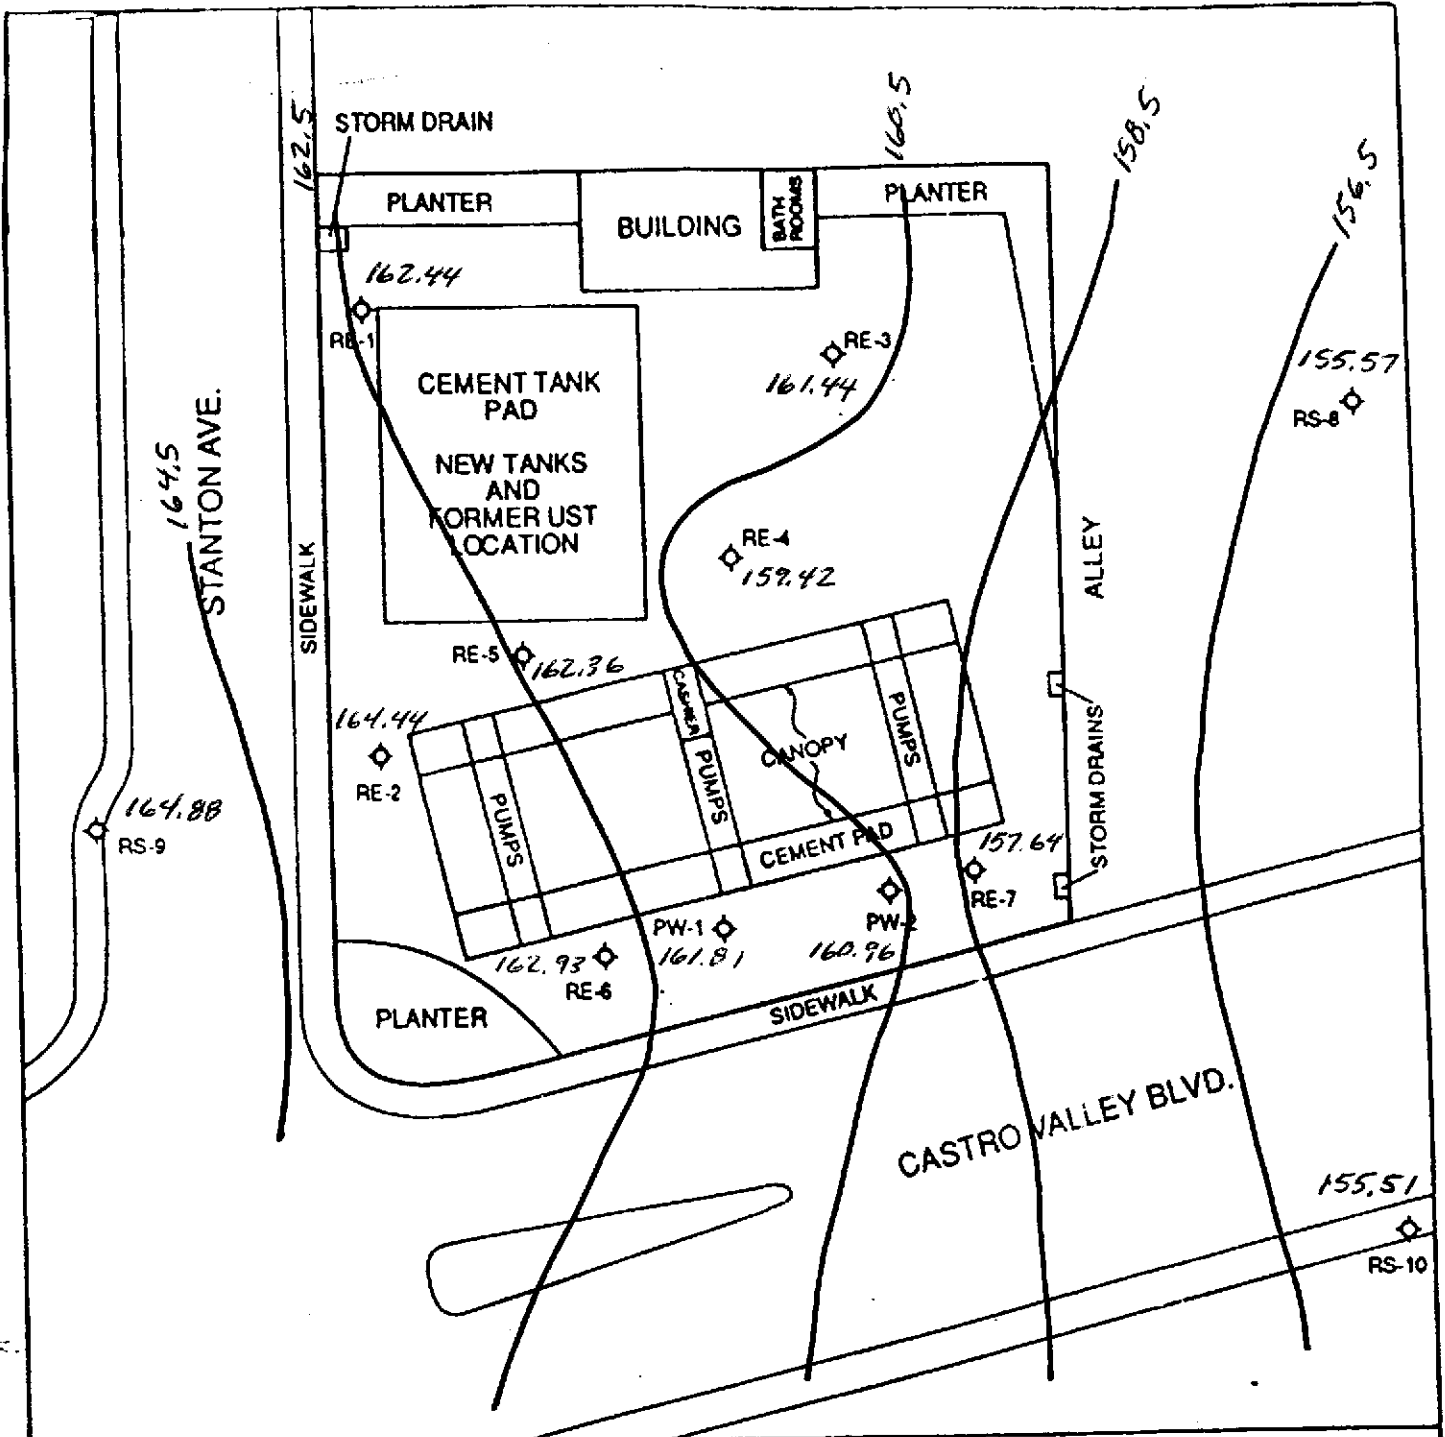 160.5
158.5
162.5
STORM DRAIN
156.5
PLANTER
BUILDING
BATH
ROOMS
PLANTER
162.44
RE-1
RE-3
161.44
155.57
RS-8
CEMENT TANK
PAD
NEW TANKS
AND
FORMER UST
LOCATION
164.5
STANTON AVE.
SIDEWALK
RE-4
159.42
ALLEY
RE-5
162.36
164.44
RE-2
CASHIER
PUMPS
PUMPS
PUMPS
CANOPY
CEMENT PAD
STORM DRAINS
164.88
RS-9
157.64
RE-7
PW-1
161.81
PW-2
160.96
162.93
RE-6
PLANTER
SIDEWALK
CASTRO VALLEY BLVD.
155.51
RS-10